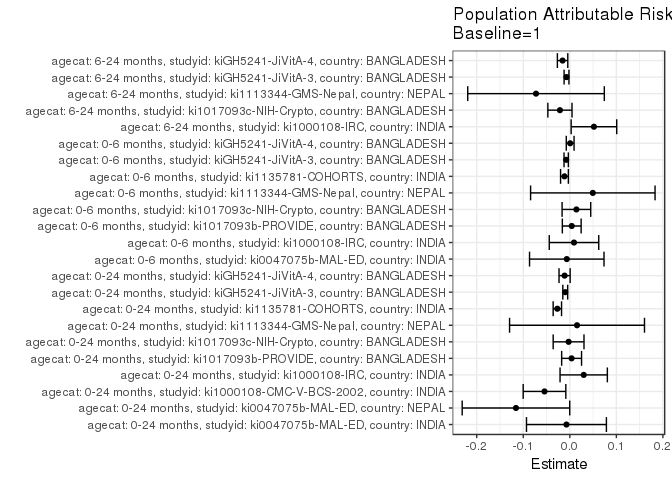 Population Attributable Risk
Baseline=1
agecat: 6-24 months, studyid: kiGH5241-JiVitA-4, country: BANGLADESH
agecat: 6-24 months, studyid: kiGH5241-JiVitA-3, country: BANGLADESH
agecat: 6-24 months, studyid: ki1113344-GMS-Nepal, country: NEPAL
agecat: 6-24 months, studyid: ki1017093c-NIH-Crypto, country: BANGLADESH
agecat: 6-24 months, studyid: ki1000108-IRC, country: INDIA
agecat: 0-6 months, studyid: kiGH5241-JiVitA-4, country: BANGLADESH
agecat: 0-6 months, studyid: kiGH5241-JiVitA-3, country: BANGLADESH
agecat: 0-6 months, studyid: ki1135781-COHORTS, country: INDIA
agecat: 0-6 months, studyid: ki1113344-GMS-Nepal, country: NEPAL
agecat: 0-6 months, studyid: ki1017093c-NIH-Crypto, country: BANGLADESH
agecat: 0-6 months, studyid: ki1017093b-PROVIDE, country: BANGLADESH
agecat: 0-6 months, studyid: ki1000108-IRC, country: INDIA
agecat: 0-6 months, studyid: ki0047075b-MAL-ED, country: INDIA
agecat: 0-24 months, studyid: kiGH5241-JiVitA-4, country: BANGLADESH
agecat: 0-24 months, studyid: kiGH5241-JiVitA-3, country: BANGLADESH
agecat: 0-24 months, studyid: ki1135781-COHORTS, country: INDIA
agecat: 0-24 months, studyid: ki1113344-GMS-Nepal, country: NEPAL
agecat: 0-24 months, studyid: ki1017093c-NIH-Crypto, country: BANGLADESH
agecat: 0-24 months, studyid: ki1017093b-PROVIDE, country: BANGLADESH
agecat: 0-24 months, studyid: ki1000108-IRC, country: INDIA
agecat: 0-24 months, studyid: ki1000108-CMC-V-BCS-2002, country: INDIA
agecat: 0-24 months, studyid: ki0047075b-MAL-ED, country: NEPAL
agecat: 0-24 months, studyid: ki0047075b-MAL-ED, country: INDIA
-0.2 -0.1 0.0 0.1 0.2
Estimate